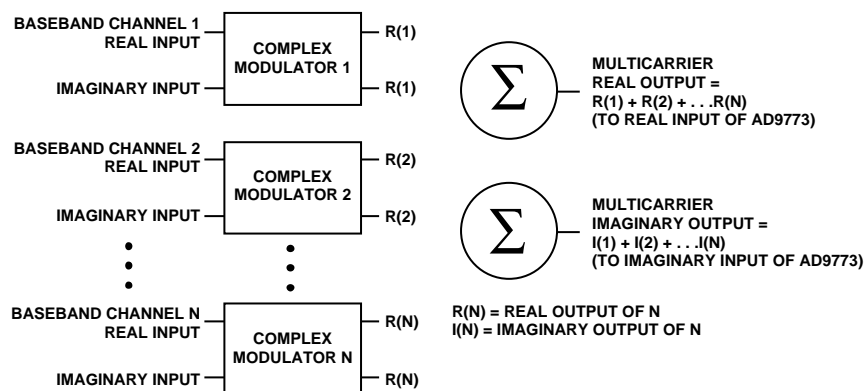 BASEBAND CHANNEL 1
REAL INPUT
IMAGINARY INPUT
COMPLEX
MODULATOR 1
R(1)
R(1)
BASEBAND CHANNEL 2
REAL INPUT
IMAGINARY INPUT
COMPLEX
MODULATOR 2
R(2)
R(2)
BASEBAND CHANNEL N
REAL INPUT
IMAGINARY INPUT
COMPLEX
MODULATOR N
R(N)
R(N)
Σ
MULTICARRIER
REAL OUTPUT =
R(1) + R(2) + . . .R(N)
(TO REAL INPUT OF AD9773)
Σ
MULTICARRIER
IMAGINARY OUTPUT =
I(1) + I(2) + . . .I(N)
(TO IMAGINARY INPUT OF AD9773)
R(N) = REAL OUTPUT OF N
I(N) = IMAGINARY OUTPUT OF N